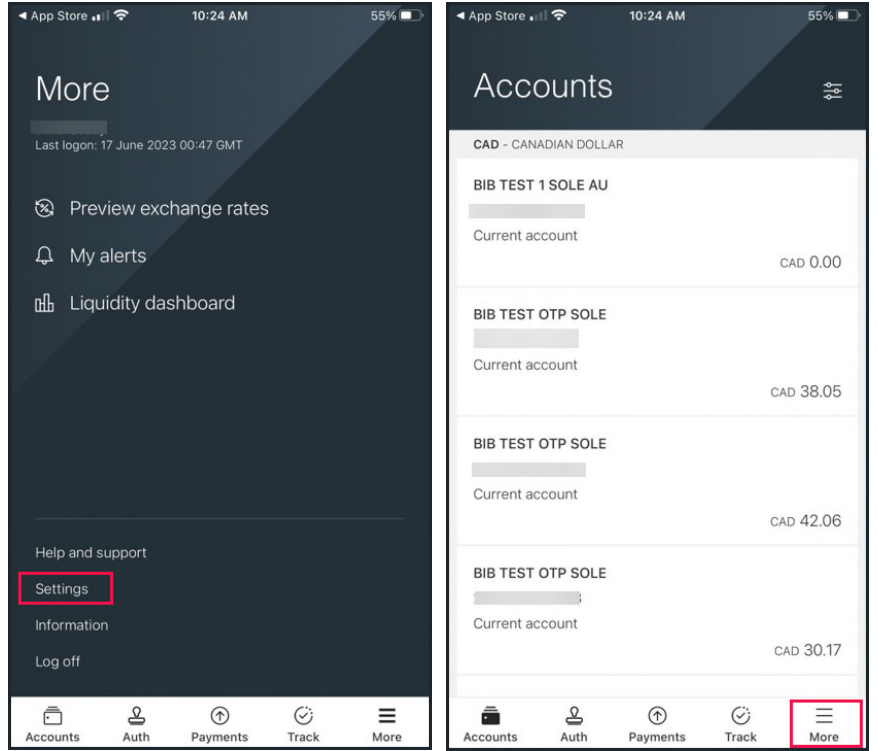 App Store
10:24 AM
55%
More
Last logon: 17 June 2023 00:47 GMT
Preview exchange rates
My alerts
Liquidity dashboard
Help and support
Settings
Information
Log off
Accounts Auth Payments Track More
App Store
10:24 AM
55%
Accounts
CAD - CANADIAN DOLLAR
BIB TEST 1 SOLE AU
Current account
CAD 0.00
BIB TEST OTP SOLE
Current account
CAD 38.05
BIB TEST OTP SOLE
Current account
CAD 42.06
BIB TEST OTP SOLE
Current account
CAD 30.17
Accounts Auth Payments Track More